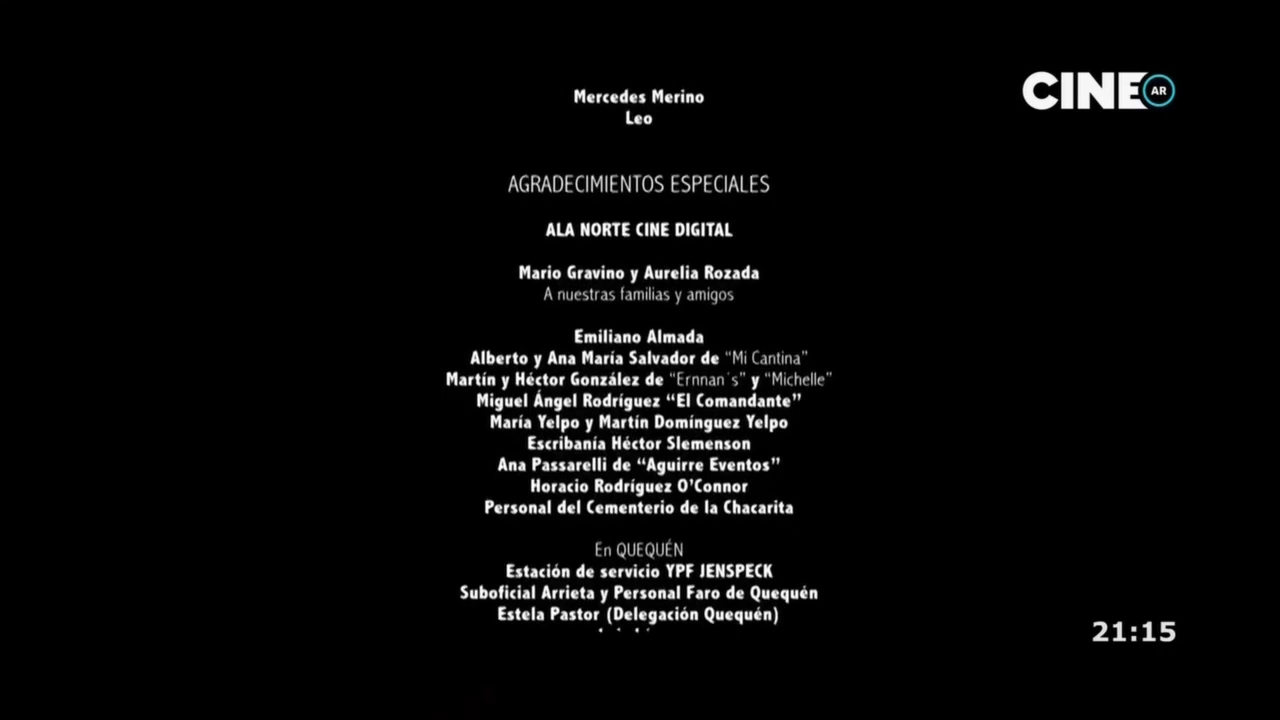 CINE AR
Mercedes Merino
Leo
AGRADECIMIENTOS ESPECIALES
ALA NORTE CINE DIGITAL
Mario Gravino y Aurelia Rozada
A nuestras familias y amigos
Emiliano Almada
Alberto y Ana María Salvador de “Mi Cantina”
Martín y Héctor González de “Ernnan´s” y “Michelle”
Miguel Ángel Rodríguez “El Comandante”
María Yelpo y Martín Domínguez Yelpo
Escribanía Héctor Slemenson
Ana Passarelli de “Aguirre Eventos”
Horacio Rodríguez O’Connor
Personal del Cementerio de la Chacarita
En QUEQUÉN
Estación de servicio YPF JENSPECK
Suboficial Arrieta y Personal Faro de Quequén
Estela Pastor (Delegación Quequén)
21:15